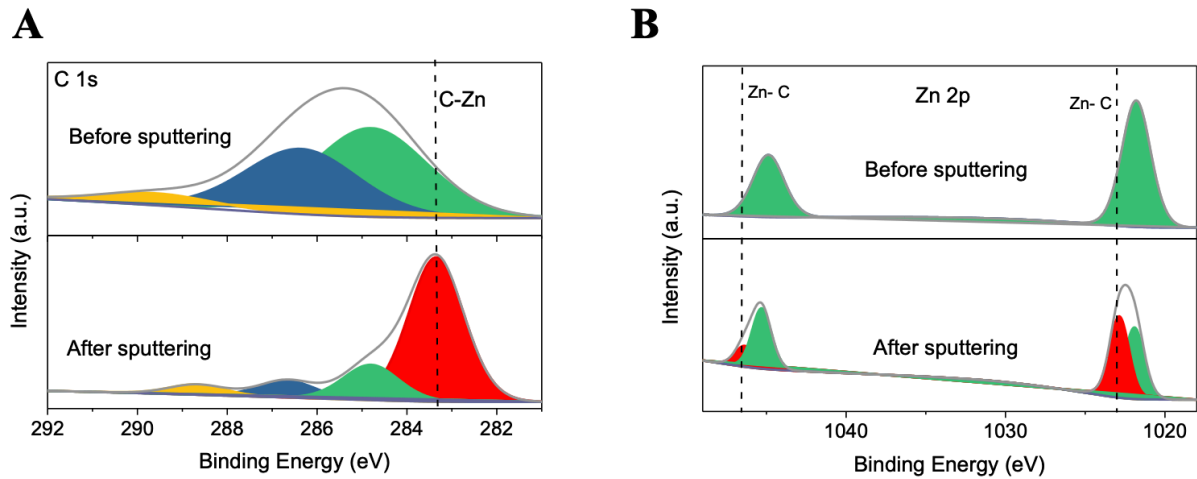 A
C 1s
C-Zn
Before sputtering
After sputtering
Intensity (a.u.)
292 290 288 286 284 282
Binding Energy (eV)
B
Zn- C
Zn 2p
Zn- C
Before sputtering
After sputtering
Intensity (a.u.)
1040 1030 1020
Binding Energy (eV)